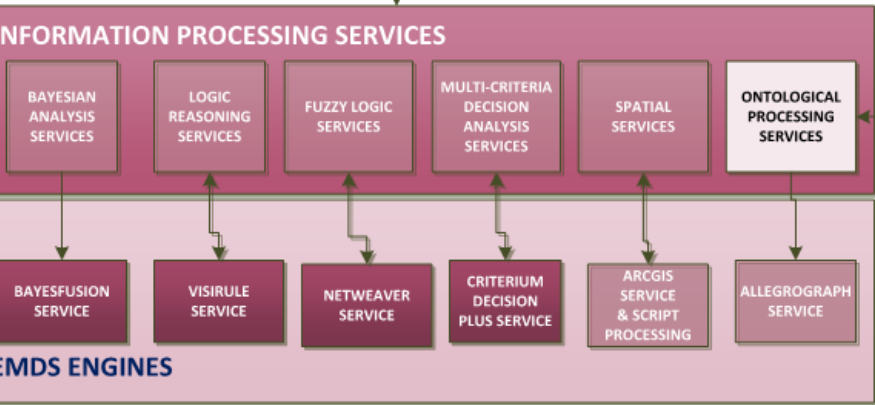 NFORMATION PROCESSING SERVICES
BAYESIAN
ANALYSIS
SERVICES
LOGIC
REASONING
SERVICES
FUZZY LOGIC
SERVICES
MULTI-CRITERIA
DECISION
ANALYSIS
SERVICES
SPATIAL
SERVICES
ONTOLOGICAL
PROCESSING
SERVICES
BAYESFUSION
SERVICE
VISIRULE
SERVICE
NETWEAVER
SERVICE
CRITERIUM
DECISION
PLUS SERVICE
ARCGIS
SERVICE
& SCRIPT
PROCESSING
ALLEGROGRAPH
SERVICE
EMDS ENGINES